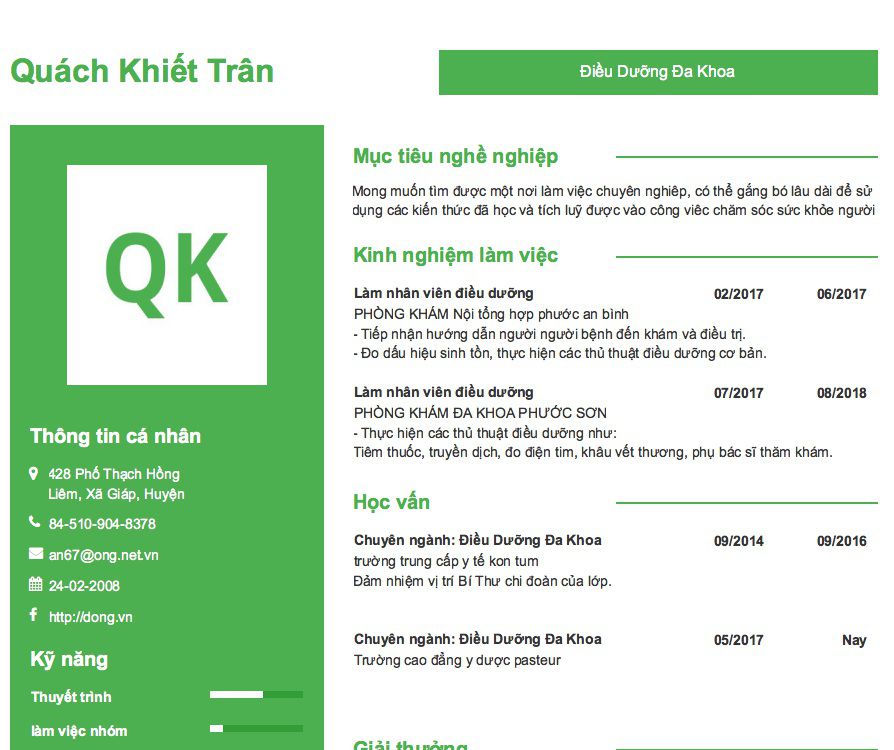 Quách Khiết Trân
Điều Dưỡng Đa Khoa
QK
Thông tin cá nhân
428 Phố Thạch Hồng
Liêm, Xã Giáp, Huyện
84-510-904-8378
an67@ong.net.vn
24-02-2008
http://dong.vn
Kỹ năng
Thuyết trình
làm việc nhóm
Mục tiêu nghề nghiệp
Mong muốn tìm được một nơi làm việc chuyên nghiêp, có thể gắng bó lâu dài để sử
dụng các kiến thức đã học và tích luỹ được vào công viêc chăm sóc sức khỏe người
Kinh nghiệm làm việc
Làm nhân viên điều dưỡng 02/2017 06/2017
PHÒNG KHÁM Nội tổng hợp phước an bình
- Tiếp nhận hướng dẫn người người bệnh đến khám và điều trị.
- Đo dấu hiệu sinh tồn, thực hiện các thủ thuật điều dưỡng cơ bản.
Làm nhân viên điều dưỡng 07/2017 08/2018
PHÒNG KHÁM ĐA KHOA PHƯỚC SƠN
- Thực hiện các thủ thuật điều dưỡng như:
Tiêm thuốc, truyền dịch, đo điện tim, khâu vết thương, phụ bác sĩ thăm khám.
Học vấn
Chuyên ngành: Điều Dưỡng Đa Khoa 09/2014 09/2016
trường trung cấp y tế kon tum
Đảm nhiệm vị trí Bí Thư chi đoàn của lớp.
Chuyên ngành: Điều Dưỡng Đa Khoa 05/2017 Nay
Trường cao đẳng y dược pasteur
Giải thưởng